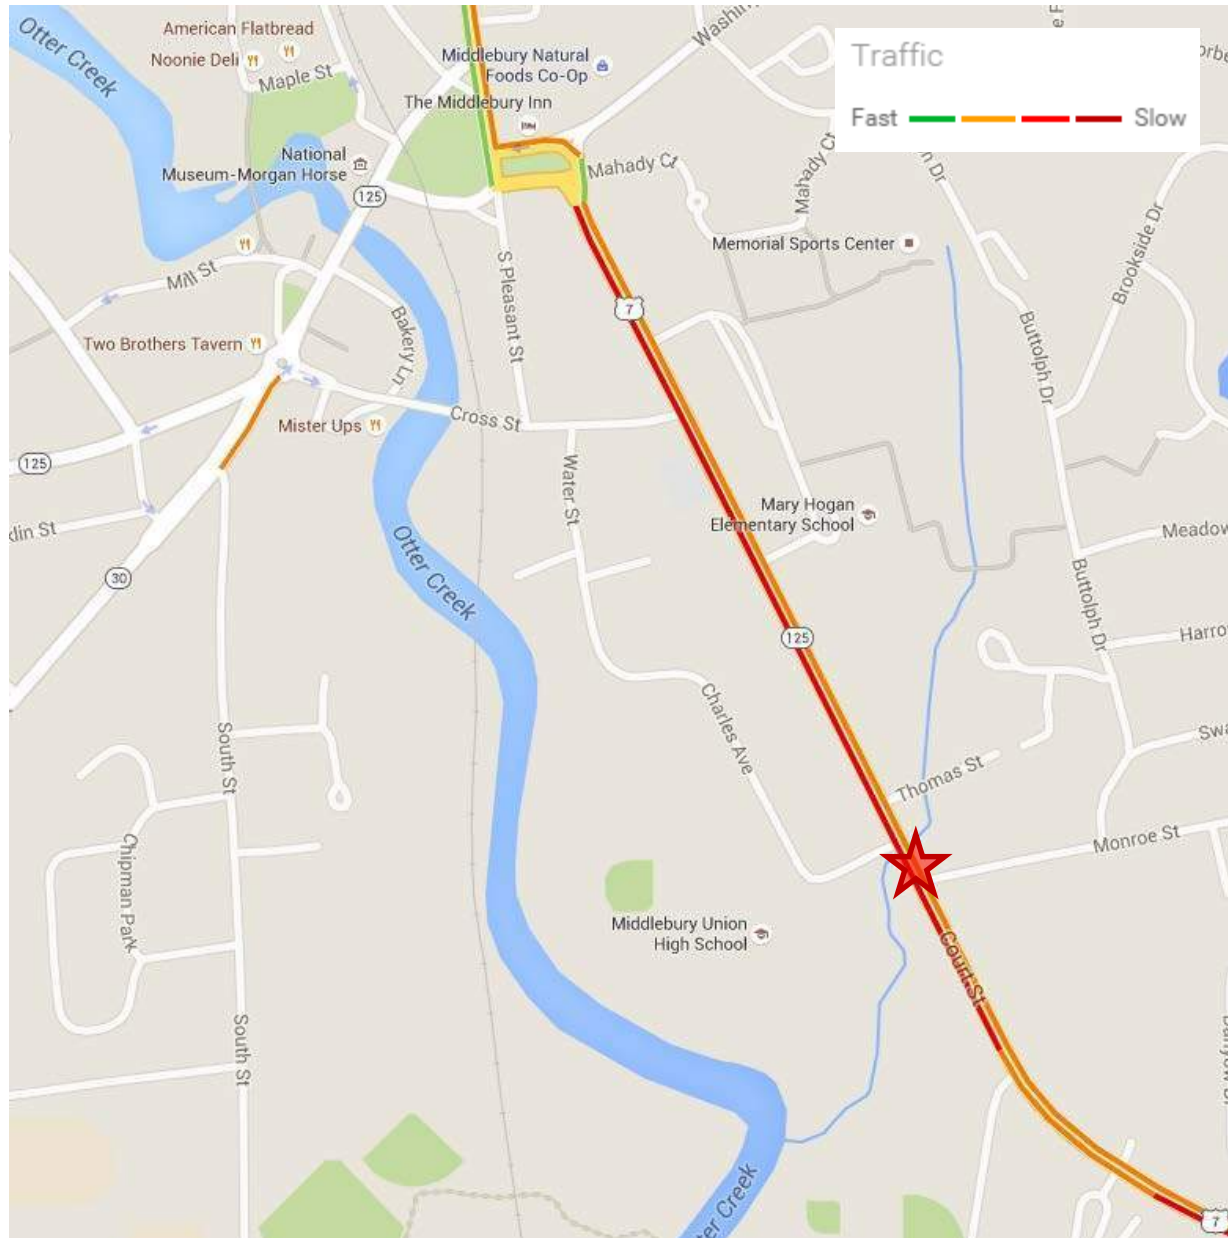 Otter Creek
American Flatbread
Noonie Deli
Maple St
Middlebury Natural
Foods Co-Op
The Middlebury Inn
Traffic
Fast
Slow
National
Museum-Morgan Horse
125
Mahady Ct
Mahady Ct
Memorial Sports Center
Brookside Dr
Mill St
S Pleasant St
7
Bakery Ln
Two Brothers Tavern
Buttolph Dr
Mister Ups
Cross St
125
Water St
Mary Hogan
Elementary School
Meadow
lin St
Otter Creek
30
Buttolph Dr
Harro
125
Charles Ave
South St
Swa
Thomas St
Monroe St
Chipman Park
Middlebury Union
High School
Court St
South St
ter Creek
7